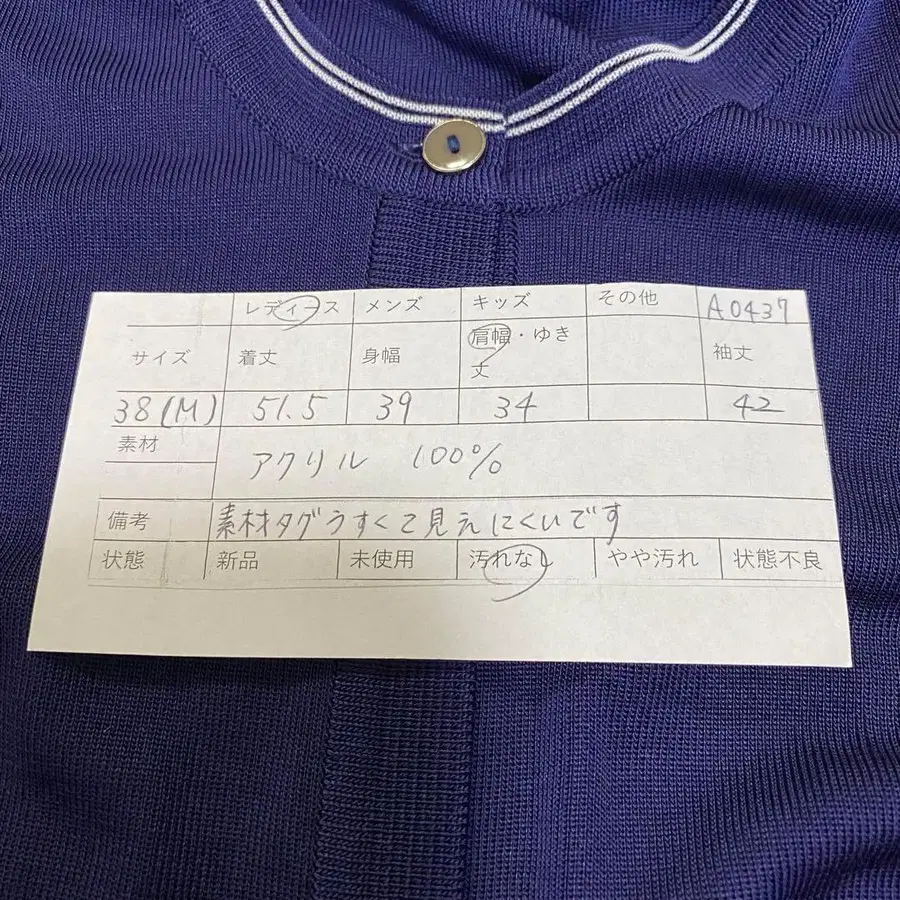 レディース メンズ キッズ その他 A0437
サイズ 着丈 身幅 肩幅・ゆき丈 袖丈
38(M) 51.5 39 34 42
素材 アクリル 100%
備考 素材タグうすくて見えにくいです
状態 新品 未使用 汚れなし やや汚れ 状態不良